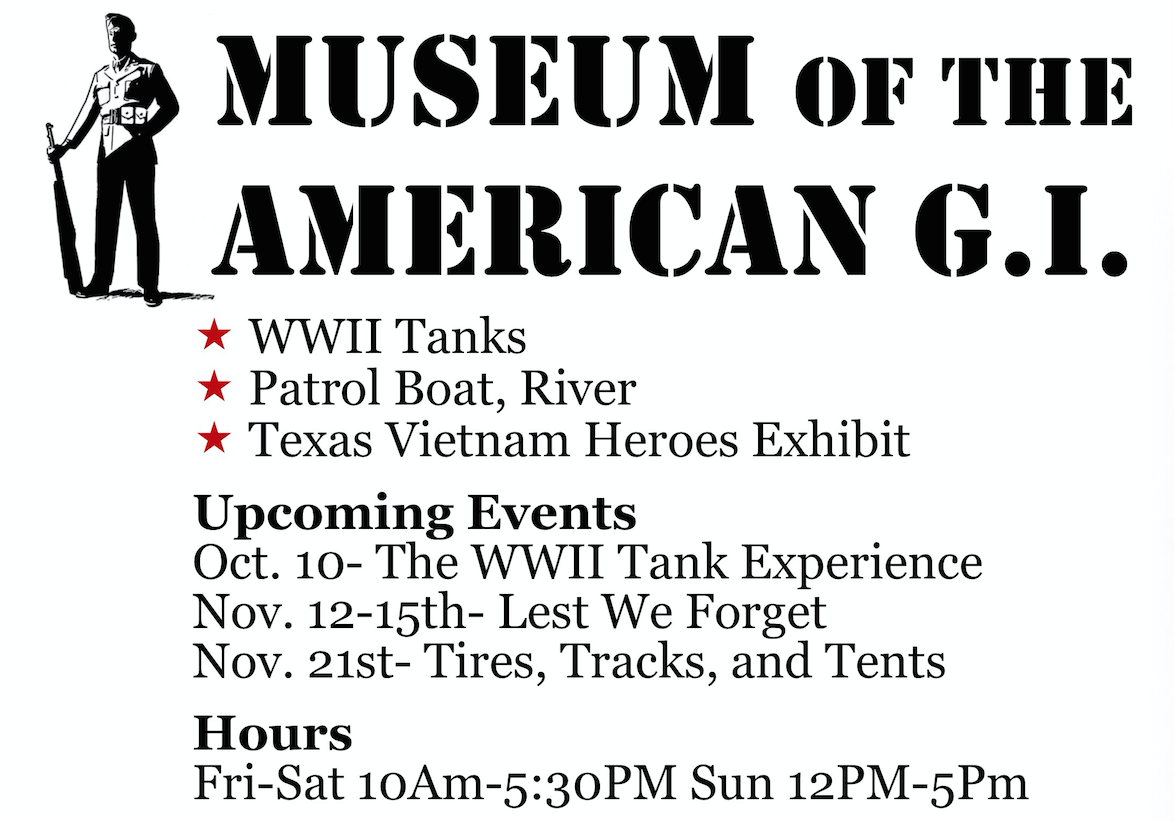 MUSEUM OF THE
AMERICAN G.I.
★ WWII Tanks
★ Patrol Boat, River
★ Texas Vietnam Heroes Exhibit
Upcoming Events
Oct. 10- The WWII Tank Experience
Nov. 12-15th- Lest We Forget
Nov. 21st- Tires, Tracks, and Tents
Hours
Fri-Sat 10Am-5:30PM Sun 12PM-5Pm